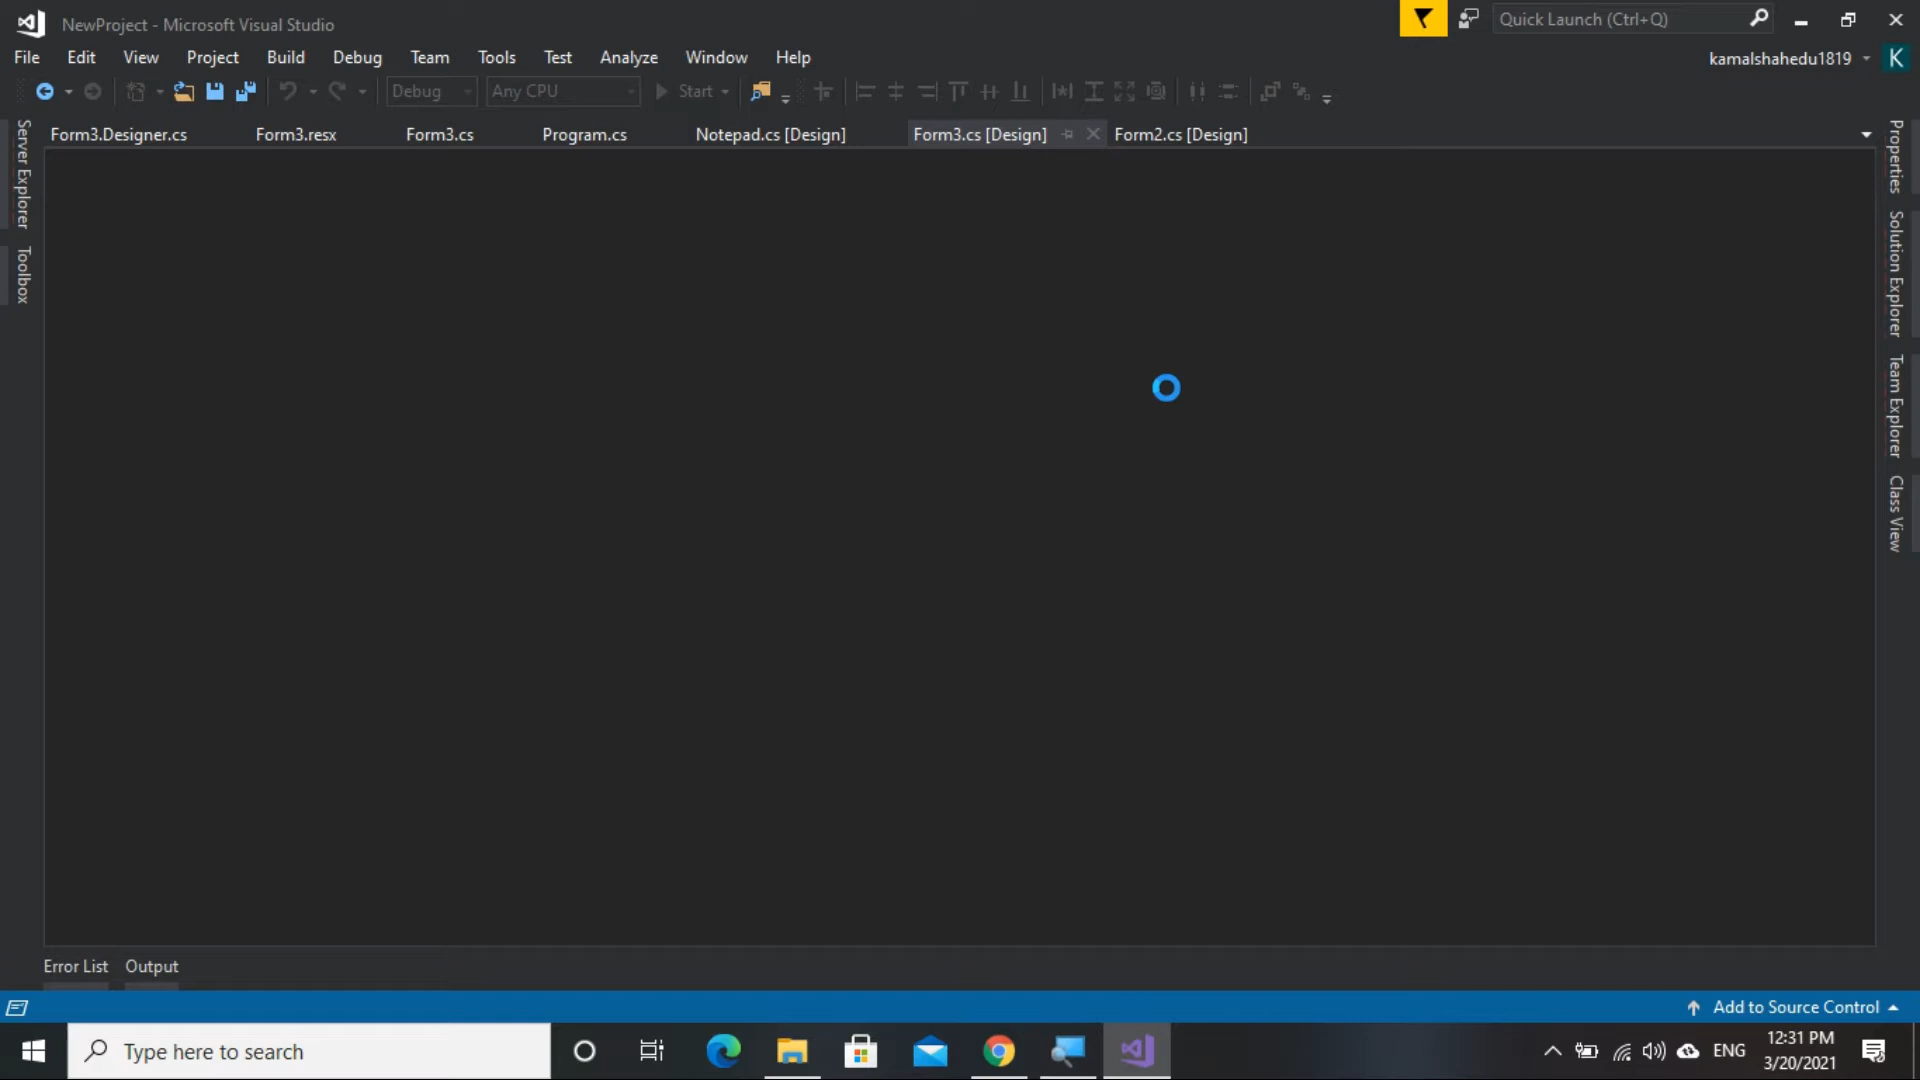 NewProject - Microsoft Visual Studio
Quick Launch (Ctrl+Q)
File Edit View Project Build Debug Team Tools Test Analyze Window Help
kamalshahedu1819 K
Debug Any CPU Start
Form3.Designer.cs Form3.resx Form3.cs Program.cs Notepad.cs [Design] Form3.cs [Design] Form2.cs [Design]
Server Explorer
Toolbox
Properties
Solution Explorer
Team Explorer
Class View
Error List Output
Add to Source Control
Type here to search
ENG
12:31 PM
3/20/2021